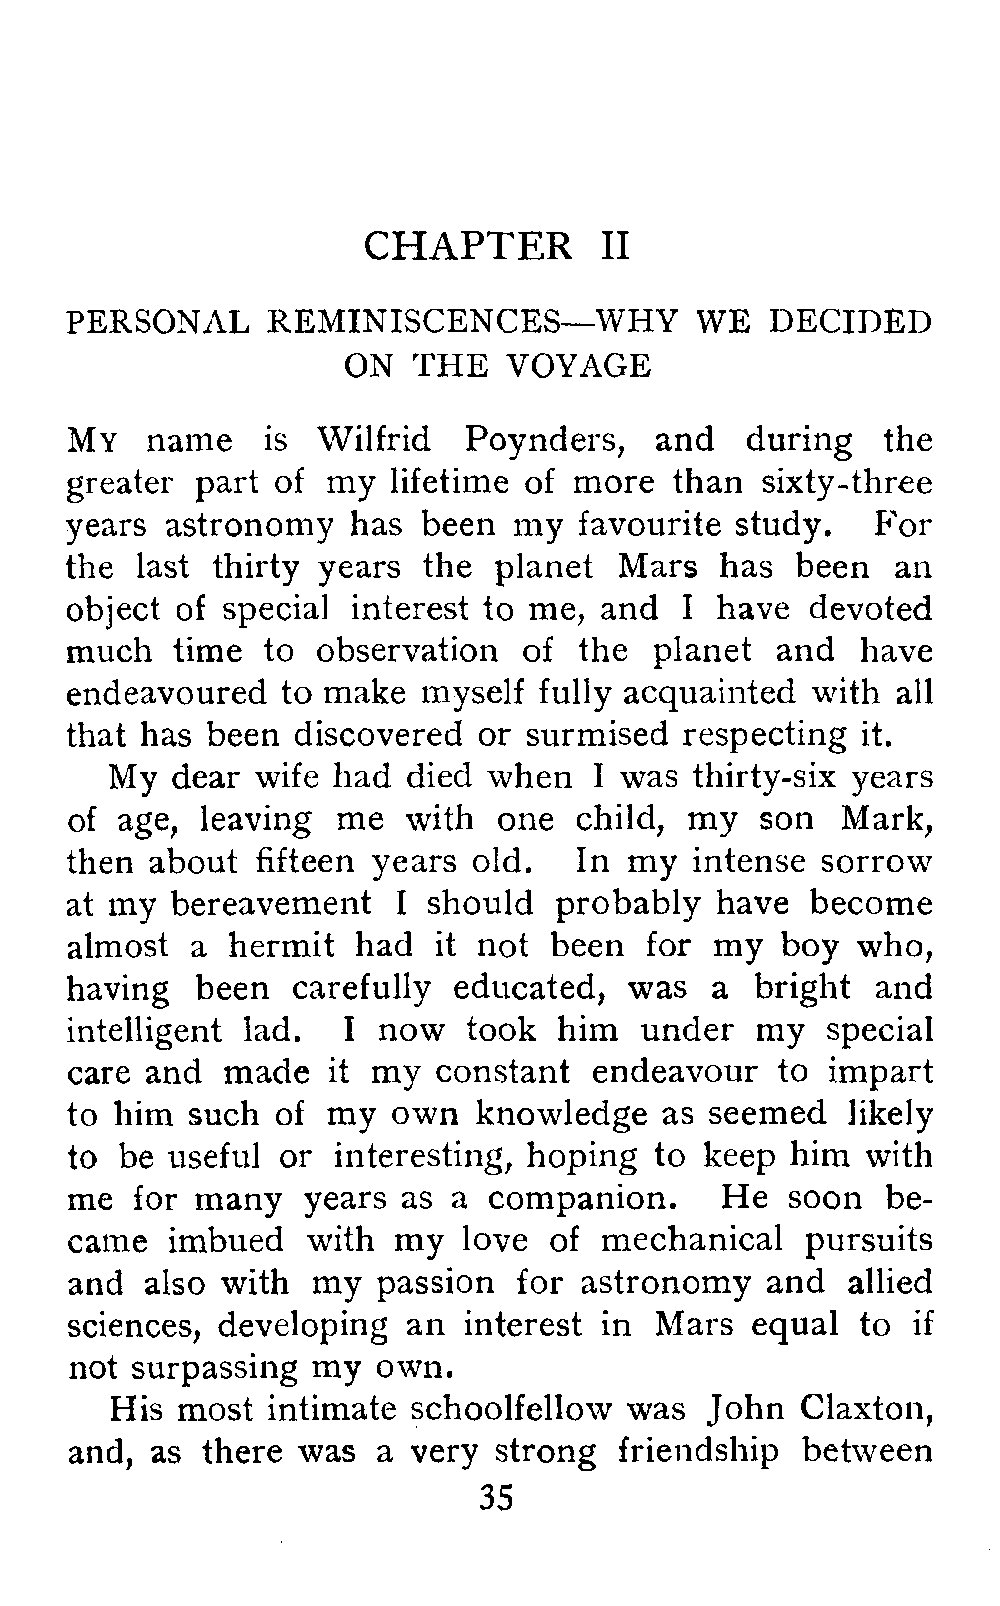 CHAPTER II
PERSONAL REMINISCENCES—WHY WE DECIDED
ON THE VOYAGE
My name is Wilfrid Poynders, and during the
greater part of my lifetime of more than sixty-three
years astronomy has been my favourite study. For
the last thirty years the planet Mars has been an
object of special interest to me, and I have devoted
much time to observation of the planet and have
endeavoured to make myself fully acquainted with all
that has been discovered or surmised respecting it.
My dear wife had died when I was thirty-six years
of age, leaving me with one child, my son Mark,
then about fifteen years old. In my intense sorrow
at my bereavement I should probably have become
almost a hermit had it not been for my boy who,
having been carefully educated, was a bright and
intelligent lad. I now took him under my special
care and made it my constant endeavour to impart
to him such of my own knowledge as seemed likely
to be useful or interesting, hoping to keep him with
me for many years as a companion. He soon be-
came imbued with my love of mechanical pursuits
and also with my passion for astronomy and allied
sciences, developing an interest in Mars equal to if
not surpassing my own.
His most intimate schoolfellow was John Claxton,
and, as there was a very strong friendship between
35